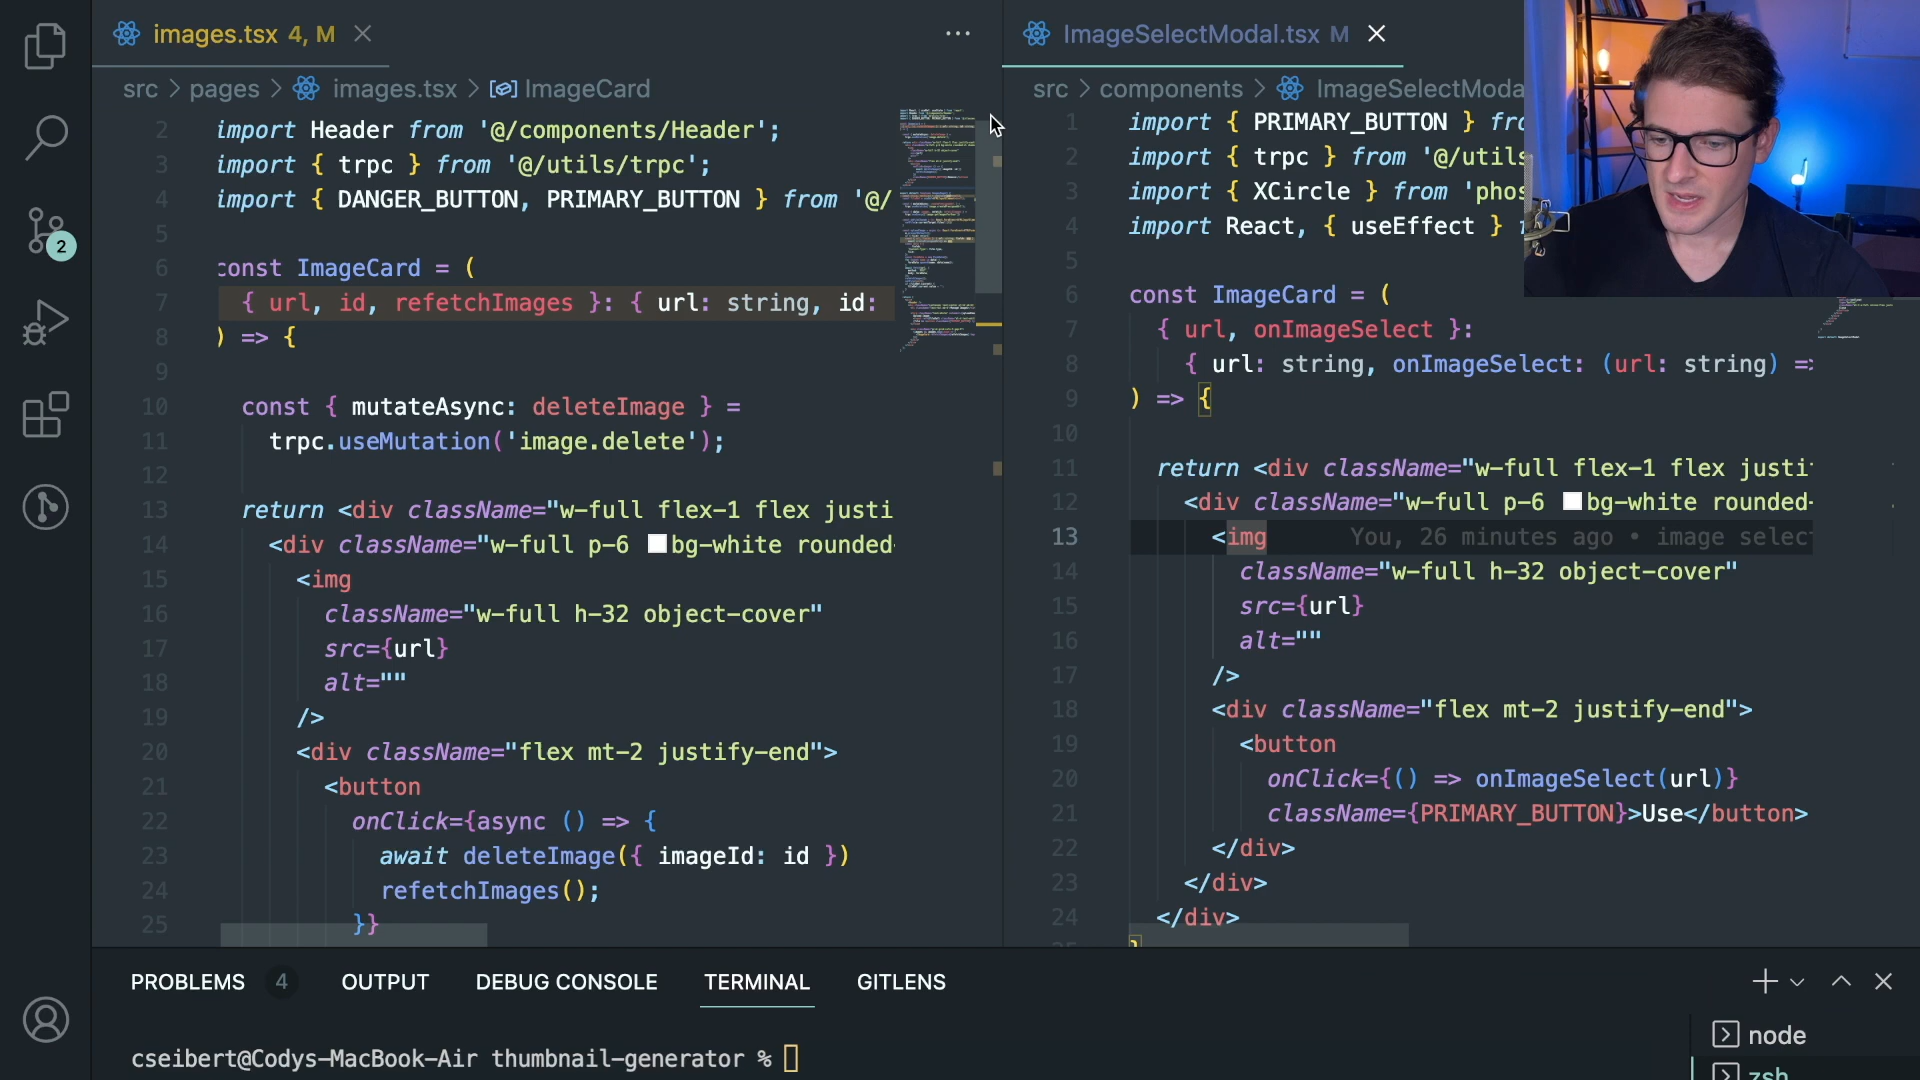 images.tsx 4, M
src > pages > images.tsx > ImageCard
2 import Header from '@/components/Header';
3 import { trpc } from '@/utils/trpc';
4 import { DANGER_BUTTON, PRIMARY_BUTTON } from '@/
5
6 const ImageCard = (
7 { url, id, refetchImages }: { url: string, id:
8 ) => {
9
10 const { mutateAsync: deleteImage } =
11 trpc.useMutation('image.delete');
12
13 return <div className="w-full flex-1 flex justi
14 <div className="w-full p-6 bg-white rounded-
15 <img
16 className="w-full h-32 object-cover"
17 src={url}
18 alt=""
19 />
20 <div className="flex mt-2 justify-end">
21 <button
22 onClick={async () => {
23 await deleteImage({ imageId: id })
24 refetchImages();
25 }}
ImageSelectModal.tsx M
src > components > ImageSelectModa
1 import { PRIMARY_BUTTON } fro
2 import { trpc } from '@/utils
3 import { XCircle } from 'phos
4 import React, { useEffect }
5
6 const ImageCard = (
7 { url, onImageSelect }:
8 { url: string, onImageSelect: (url: string) =>
9 ) => {
10
11 return <div className="w-full flex-1 flex justif
12 <div className="w-full p-6 bg-white rounded-
13 <img You, 26 minutes ago • image selec
14 className="w-full h-32 object-cover"
15 src={url}
16 alt=""
17 />
18 <div className="flex mt-2 justify-end">
19 <button
20 onClick={() => onImageSelect(url)}
21 className={PRIMARY_BUTTON}>Use</button>
22 </div>
23 </div>
24 </div>
}
2
PROBLEMS 4 OUTPUT DEBUG CONSOLE TERMINAL GITLENS
cseibert@Codys-MacBook-Air thumbnail-generator %
node
zsh